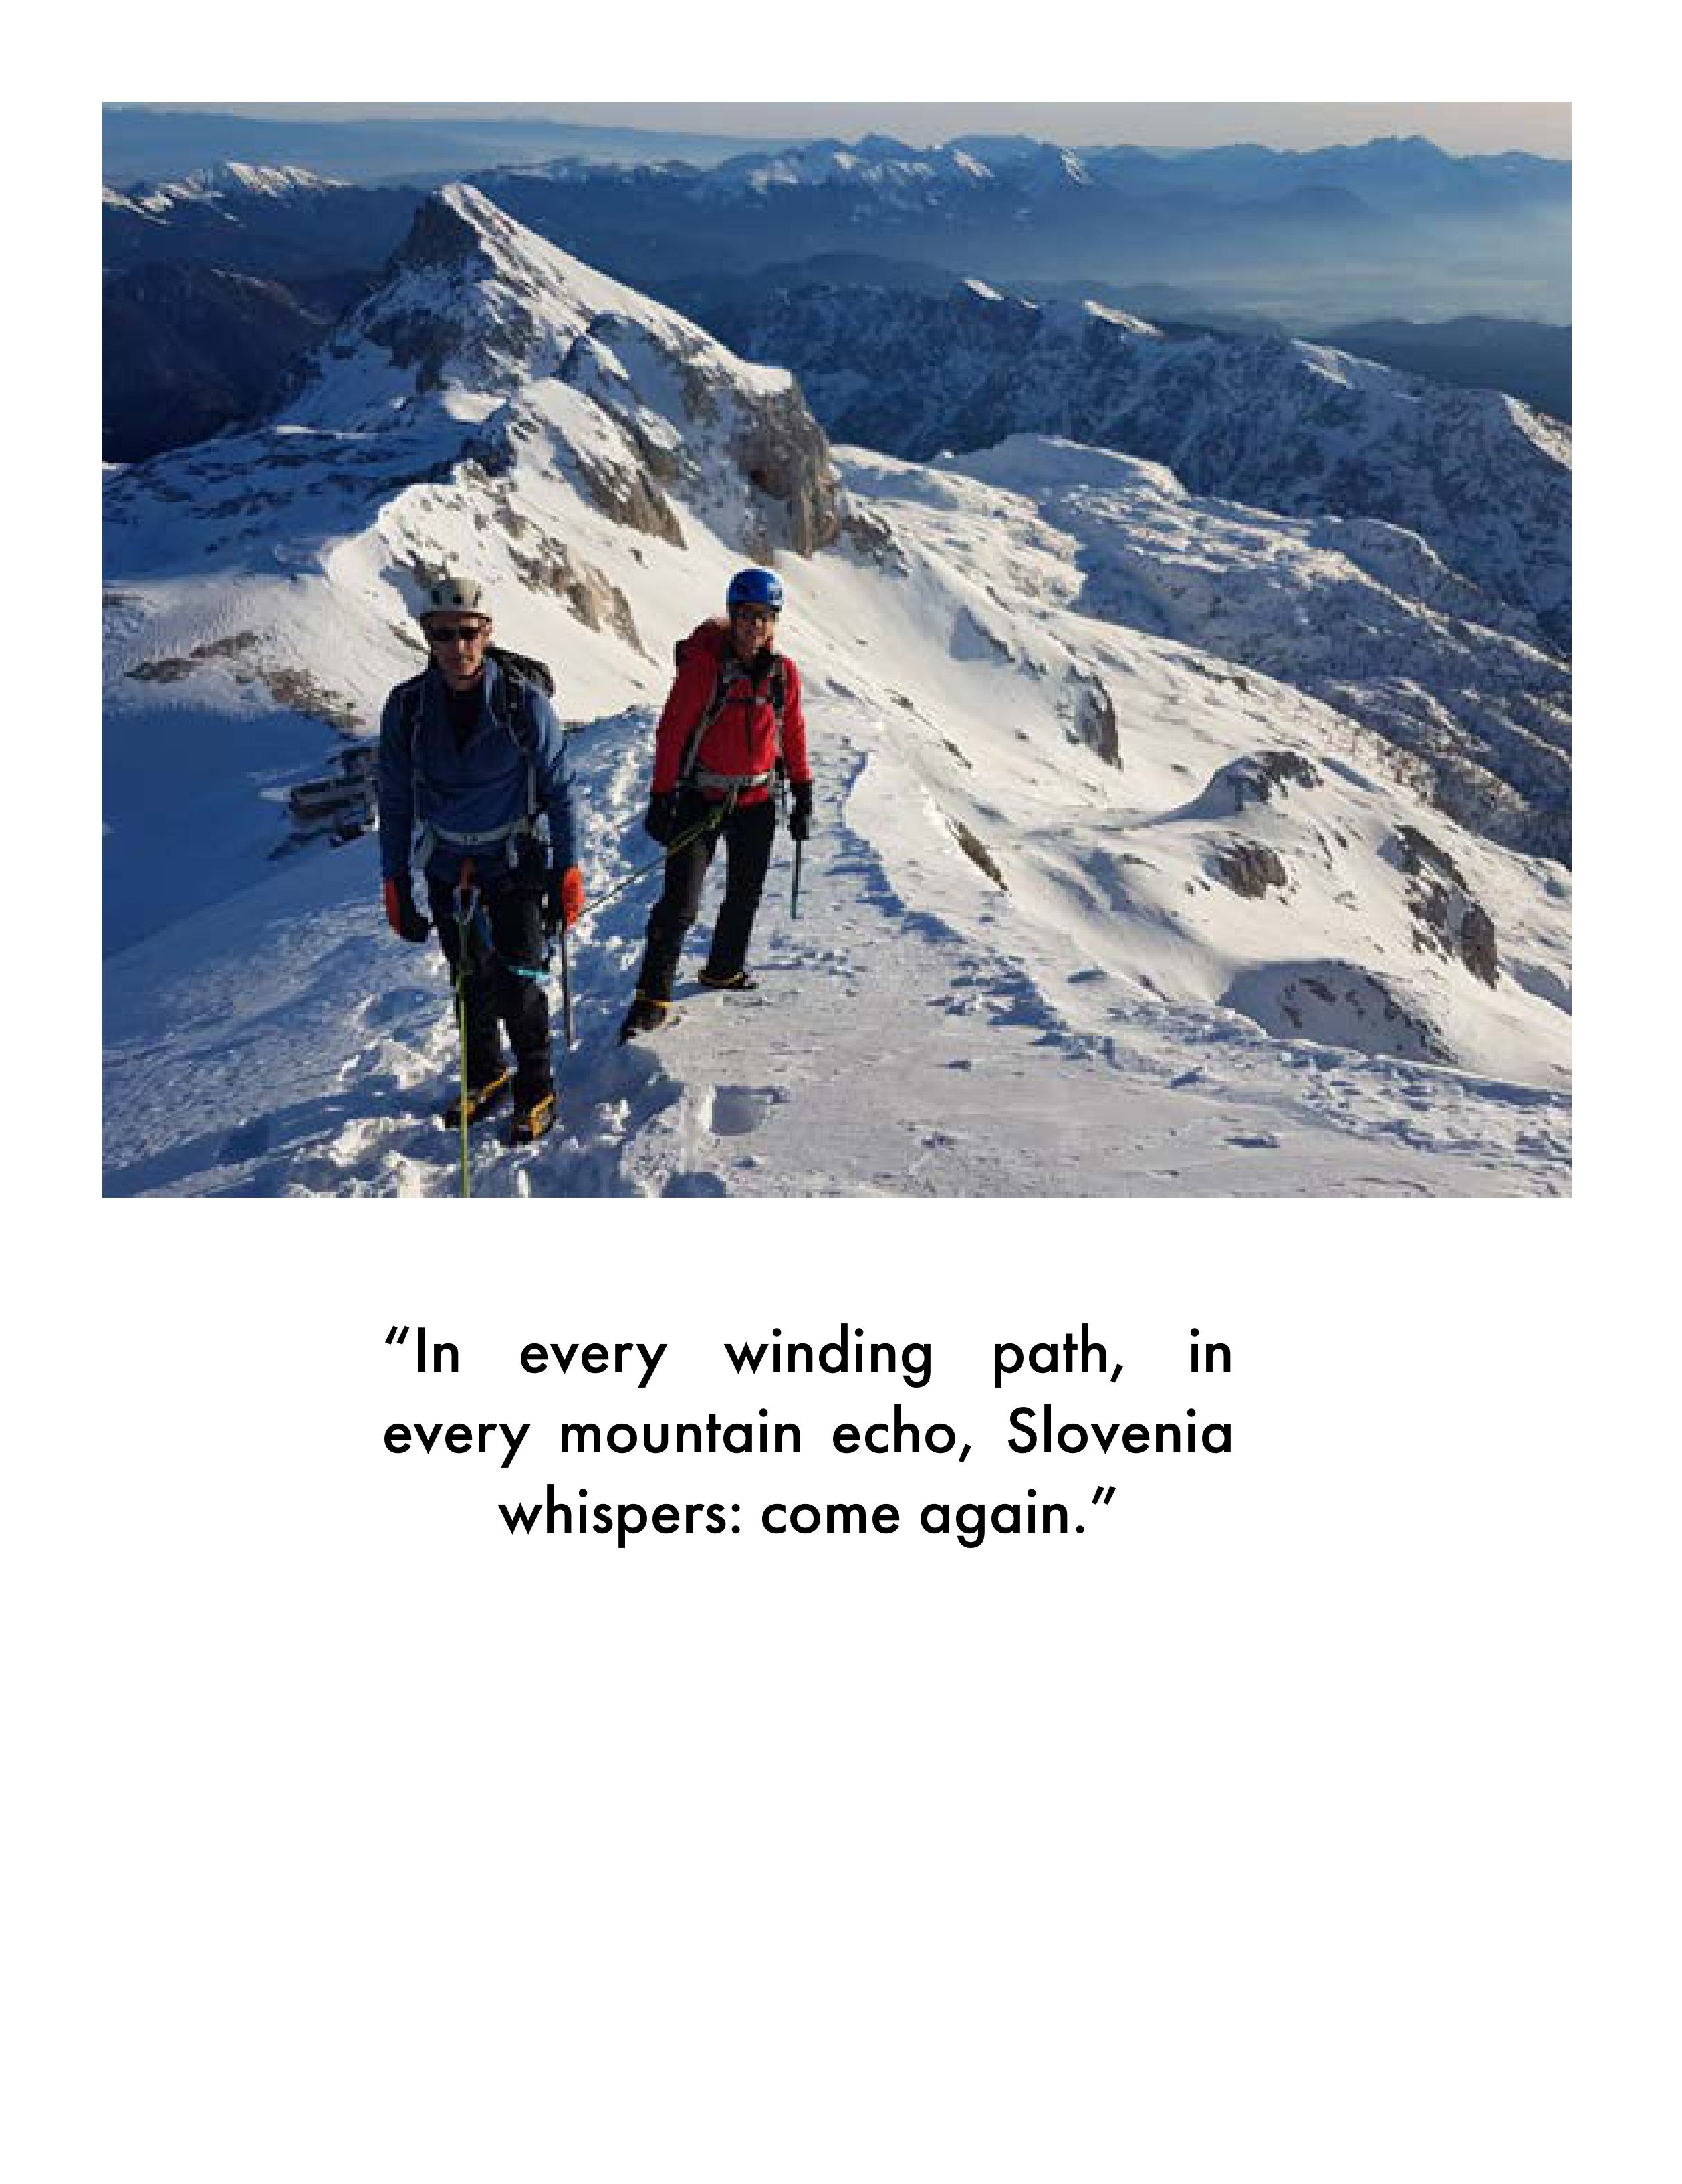 “In every winding path, in
every mountain echo, Slovenia
whispers: come again.”